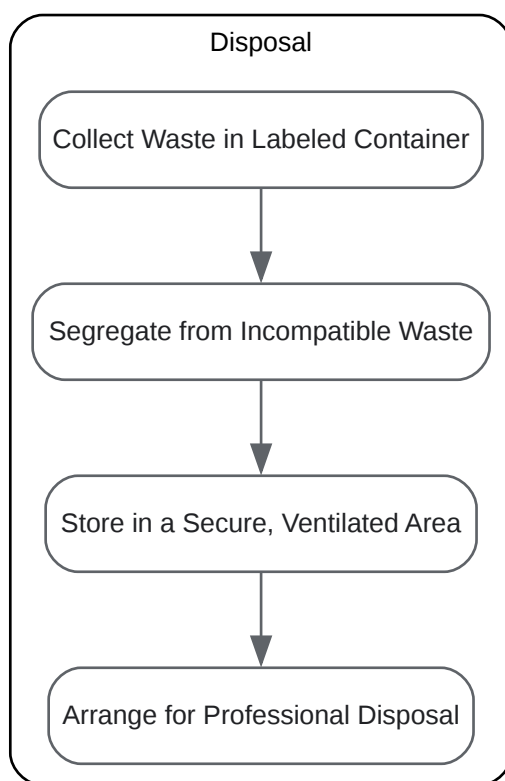 Disposal
Collect Waste in Labeled Container
Segregate from Incompatible Waste
Store in a Secure, Ventilated Area
Arrange for Professional Disposal